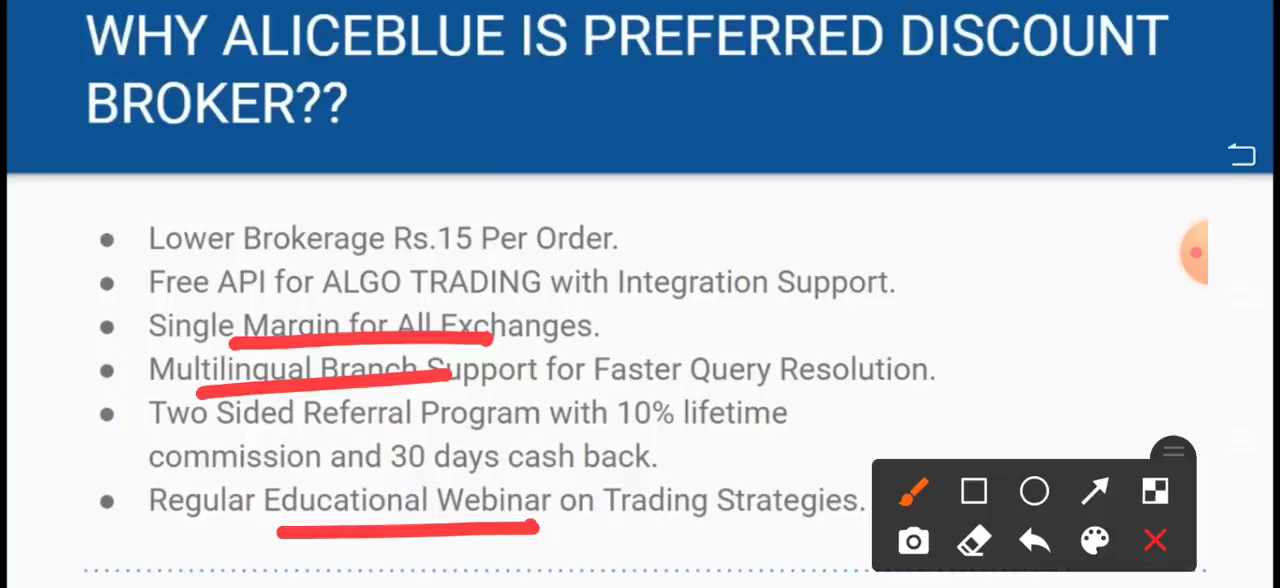 WHY ALICEBLUE IS PREFERRED DISCOUNT
BROKER??
Lower Brokerage Rs.15 Per Order.
Free API for ALGO TRADING with Integration Support.
Single Margin for All Exchanges.
Multilingual Branch Support for Faster Query Resolution.
Two Sided Referral Program with 10% lifetime
commission and 30 days cash back.
Regular Educational Webinar on Trading Strategies.